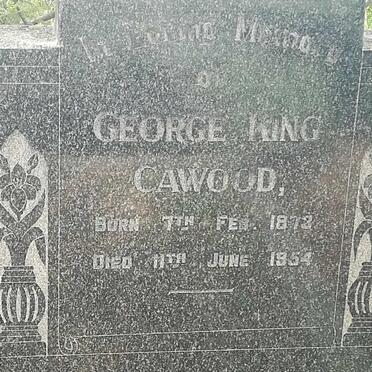 In Loving Memory
of
George King
Cawood,
Born 7th Feb. 1873
Died 11th June 1954